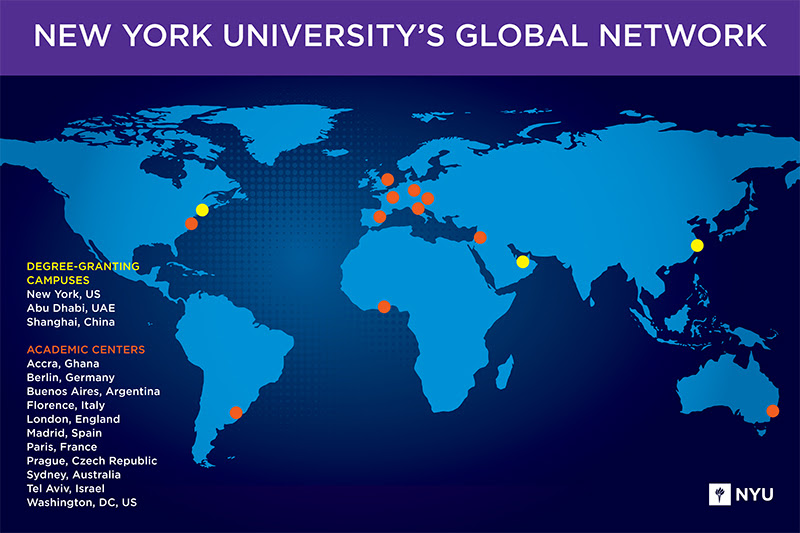 NEW YORK UNIVERSITY’S GLOBAL NETWORK
DEGREE-GRANTING
CAMPUSES
New York, US
Abu Dhabi, UAE
Shanghai, China
ACADEMIC CENTERS
Accra, Ghana
Berlin, Germany
Buenos Aires, Argentina
Florence, Italy
London, England
Madrid, Spain
Paris, France
Prague, Czech Republic
Sydney, Australia
Tel Aviv, Israel
Washington, DC, US
NYU